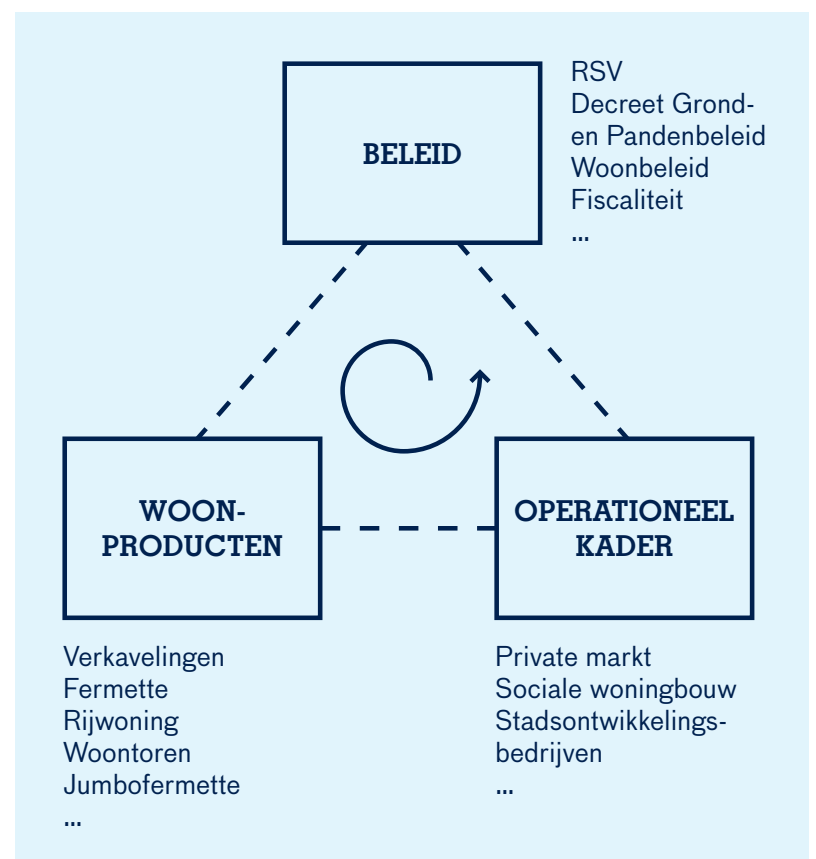 BELEID
RSV
Decreet Grond-
en Pandenbeleid
Woonbeleid
Fiscaliteit
...
WOON-
PRODUCTEN
OPERATIONEEL
KADER
Verkavelingen
Fermette
Rijwoning
Woontoren
Jumbofermette
...
Private markt
Sociale woningbouw
Stadsontwikkelings-
bedrijven
...